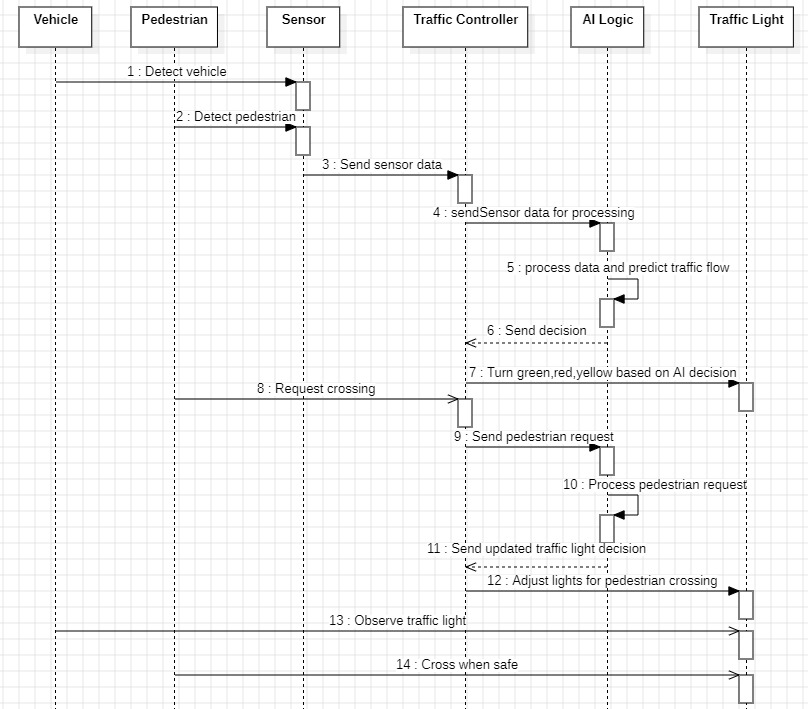 Vehicle
Pedestrian
Sensor
Traffic Controller
AI Logic
Traffic Light
1 : Detect vehicle
2 : Detect pedestrian
3 : Send sensor data
4 : sendSensor data for processing
5 : process data and predict traffic flow
6 : Send decision
7 : Turn green,red,yellow based on AI decision
8 : Request crossing
9 : Send pedestrian request
10 : Process pedestrian request
11 : Send updated traffic light decision
12 : Adjust lights for pedestrian crossing
13 : Observe traffic light
14 : Cross when safe